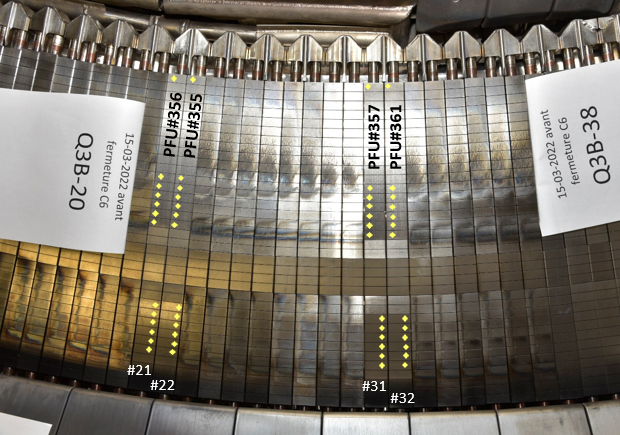 15-03-2022 avant
fermeture C6
Q3B-20
PFU#356
PFU#355
PFU#357
PFU#361
15-03-2022 avant
fermeture C6
Q3B-38
#21
#22
#31
#32